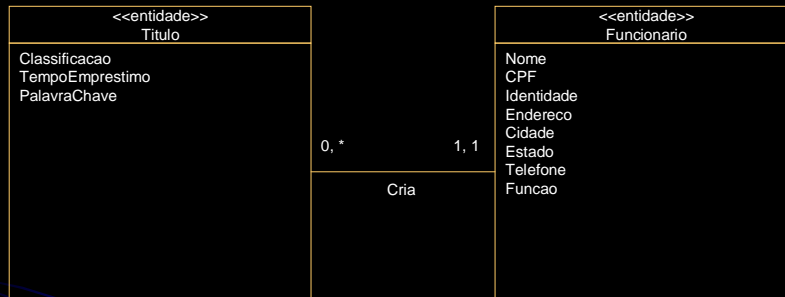 <<entidade>>
Titulo
Classificacao
TempoEmprestimo
PalavraChave
0, *
1, 1
Cria
<<entidade>>
Funcionario
Nome
CPF
Identidade
Endereco
Cidade
Estado
Telefone
Funcao